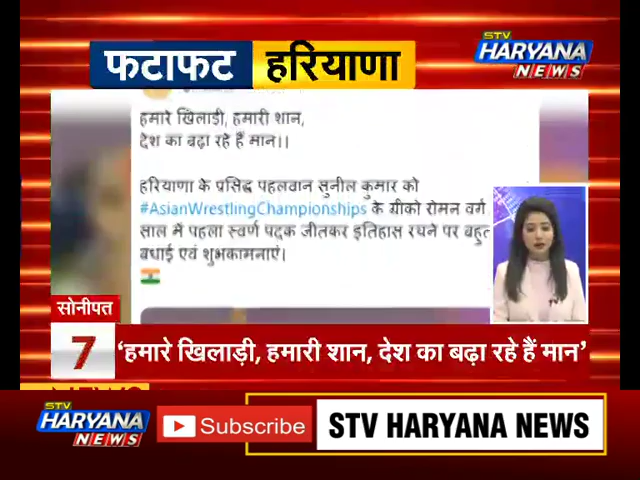 फटाफट हरियाणा
STV
HARYANA
NEWS
हमारे खिलाड़ी, हमारी शान,
देश का बढ़ा रहे हैं मान।।
हरियाणा के प्रसिद्ध पहलवान सुनील कुमार को
#AsianWrestlingChampionships के ग्रीको रोमन वर्ग
साल में पहला स्वर्ण पदक जीतकर इतिहास रचने पर बहुत
बधाई एवं शुभकामनाएं।
सोनीपत
7 ‘हमारे खिलाड़ी, हमारी शान, देश का बढ़ा रहे हैं मान’
STV
HARYANA
NEWS
Subscribe
STV HARYANA NEWS